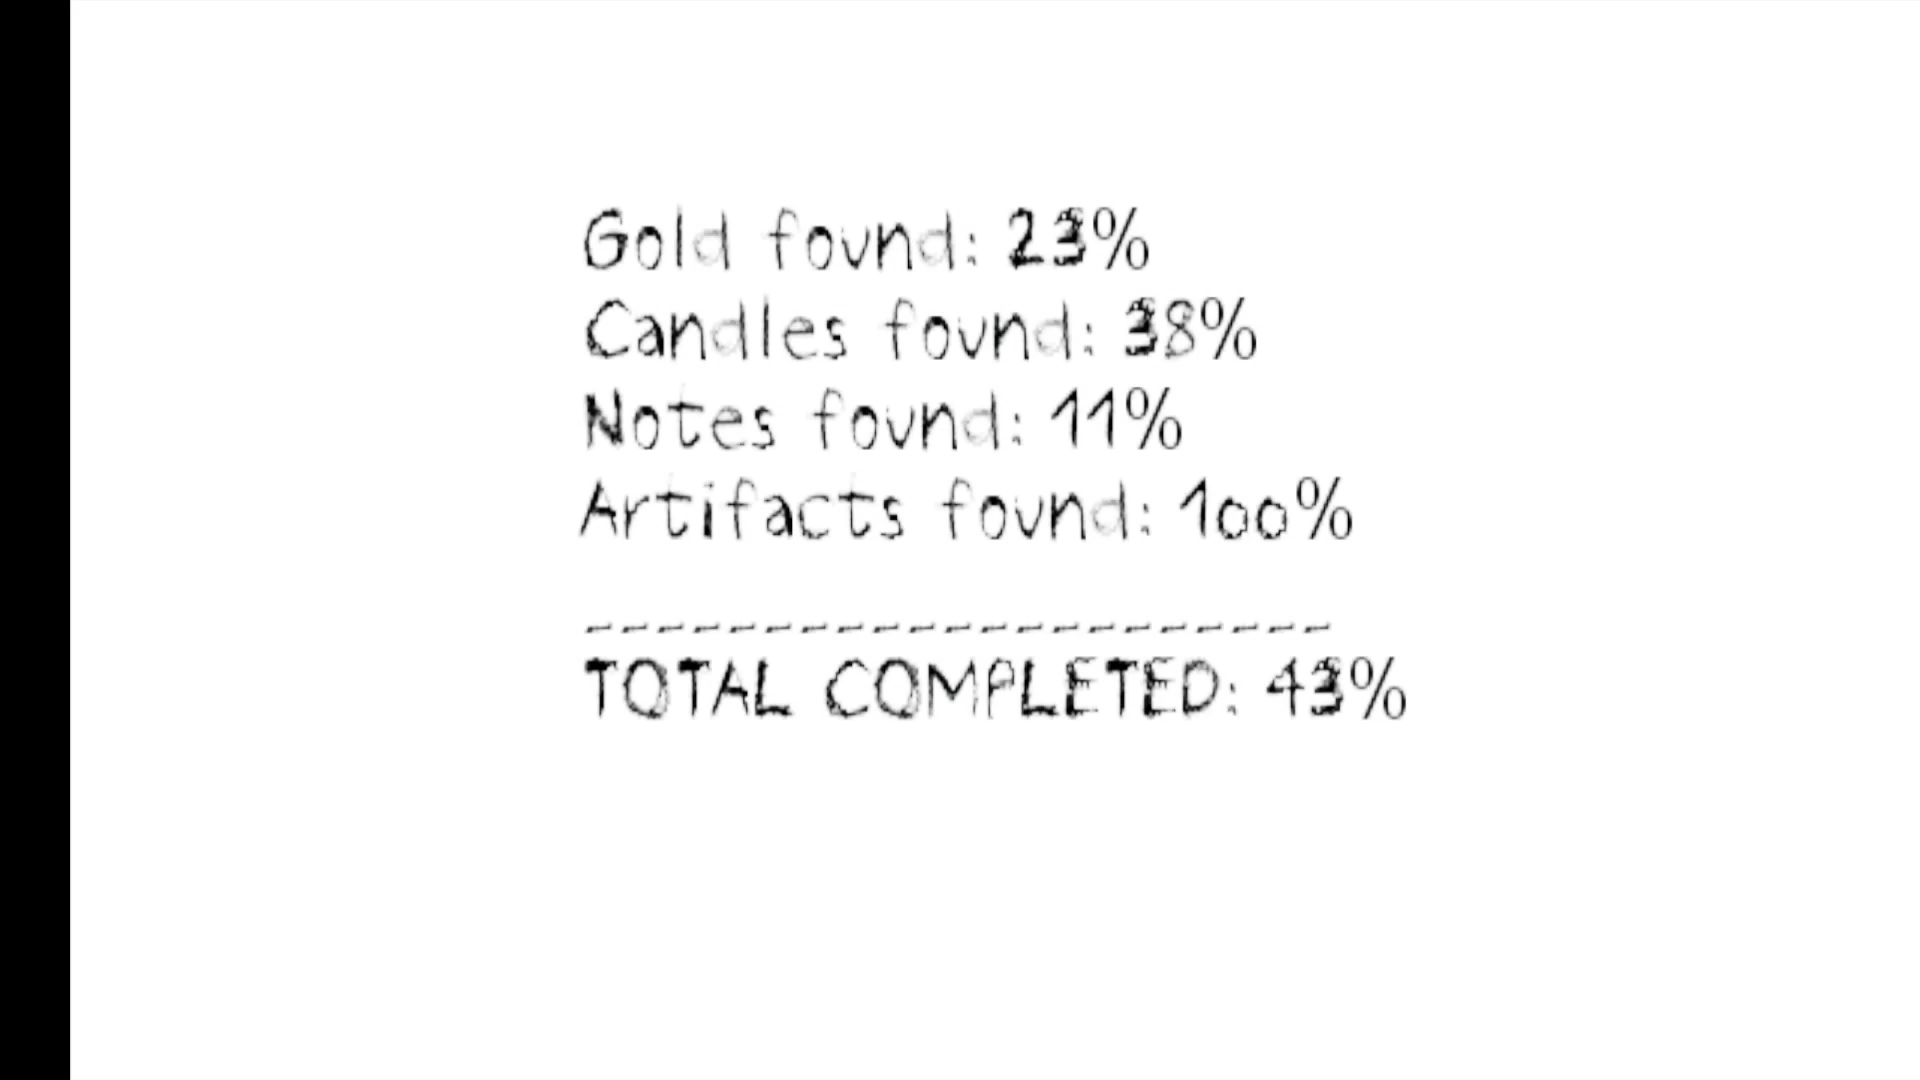 Gold found: 23%
Candles found: 38%
Notes found: 11%
Artifacts found: 100%
-----------------------
TOTAL COMPLETED: 43%